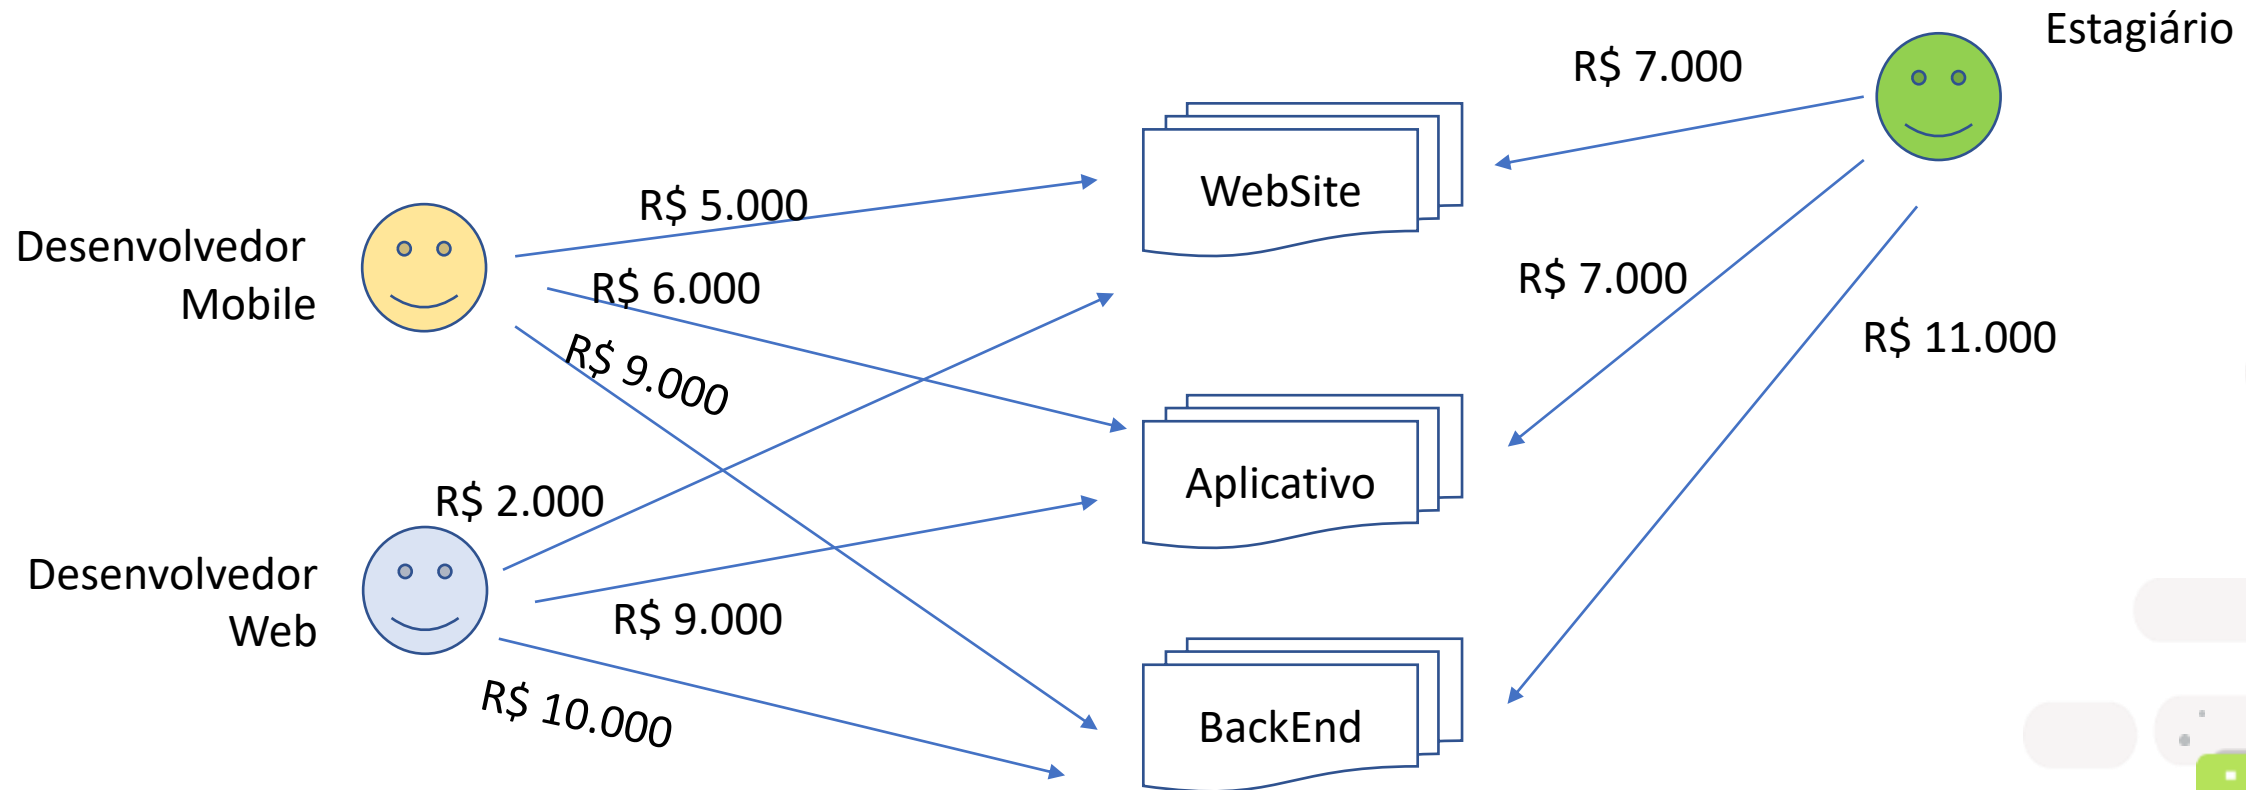 Estagiário
R$ 7.000
WebSite
R$ 5.000
Desenvolvedor
Mobile
R$ 6.000
R$ 7.000
R$ 9.000
R$ 11.000
Aplicativo
R$ 2.000
Desenvolvedor
Web
R$ 9.000
R$ 10.000
BackEnd